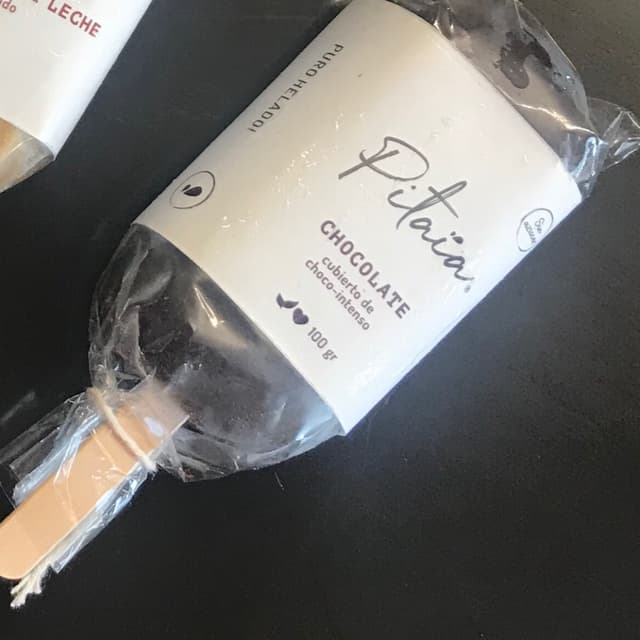 LECHE
PURO HELADO!
Pitaïa
CHOCOLATE
cubierto de
choco-intenso
100 gr